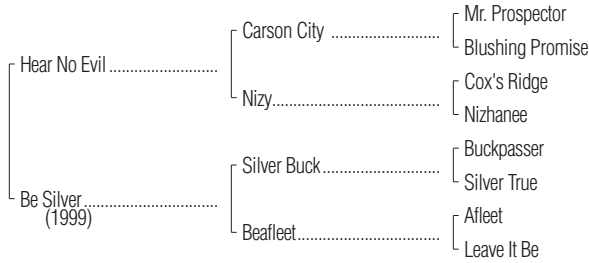 Mr. Prospector
Carson City ....................
Blushing Promise
Hear No Evil ....................
Cox's Ridge
Nizy..............................
Nizhanee
Buckpasser
Silver Buck......................
Silver True
Be Silver.........................
(1999)
Afleet
Beafleet..........................
Leave It Be